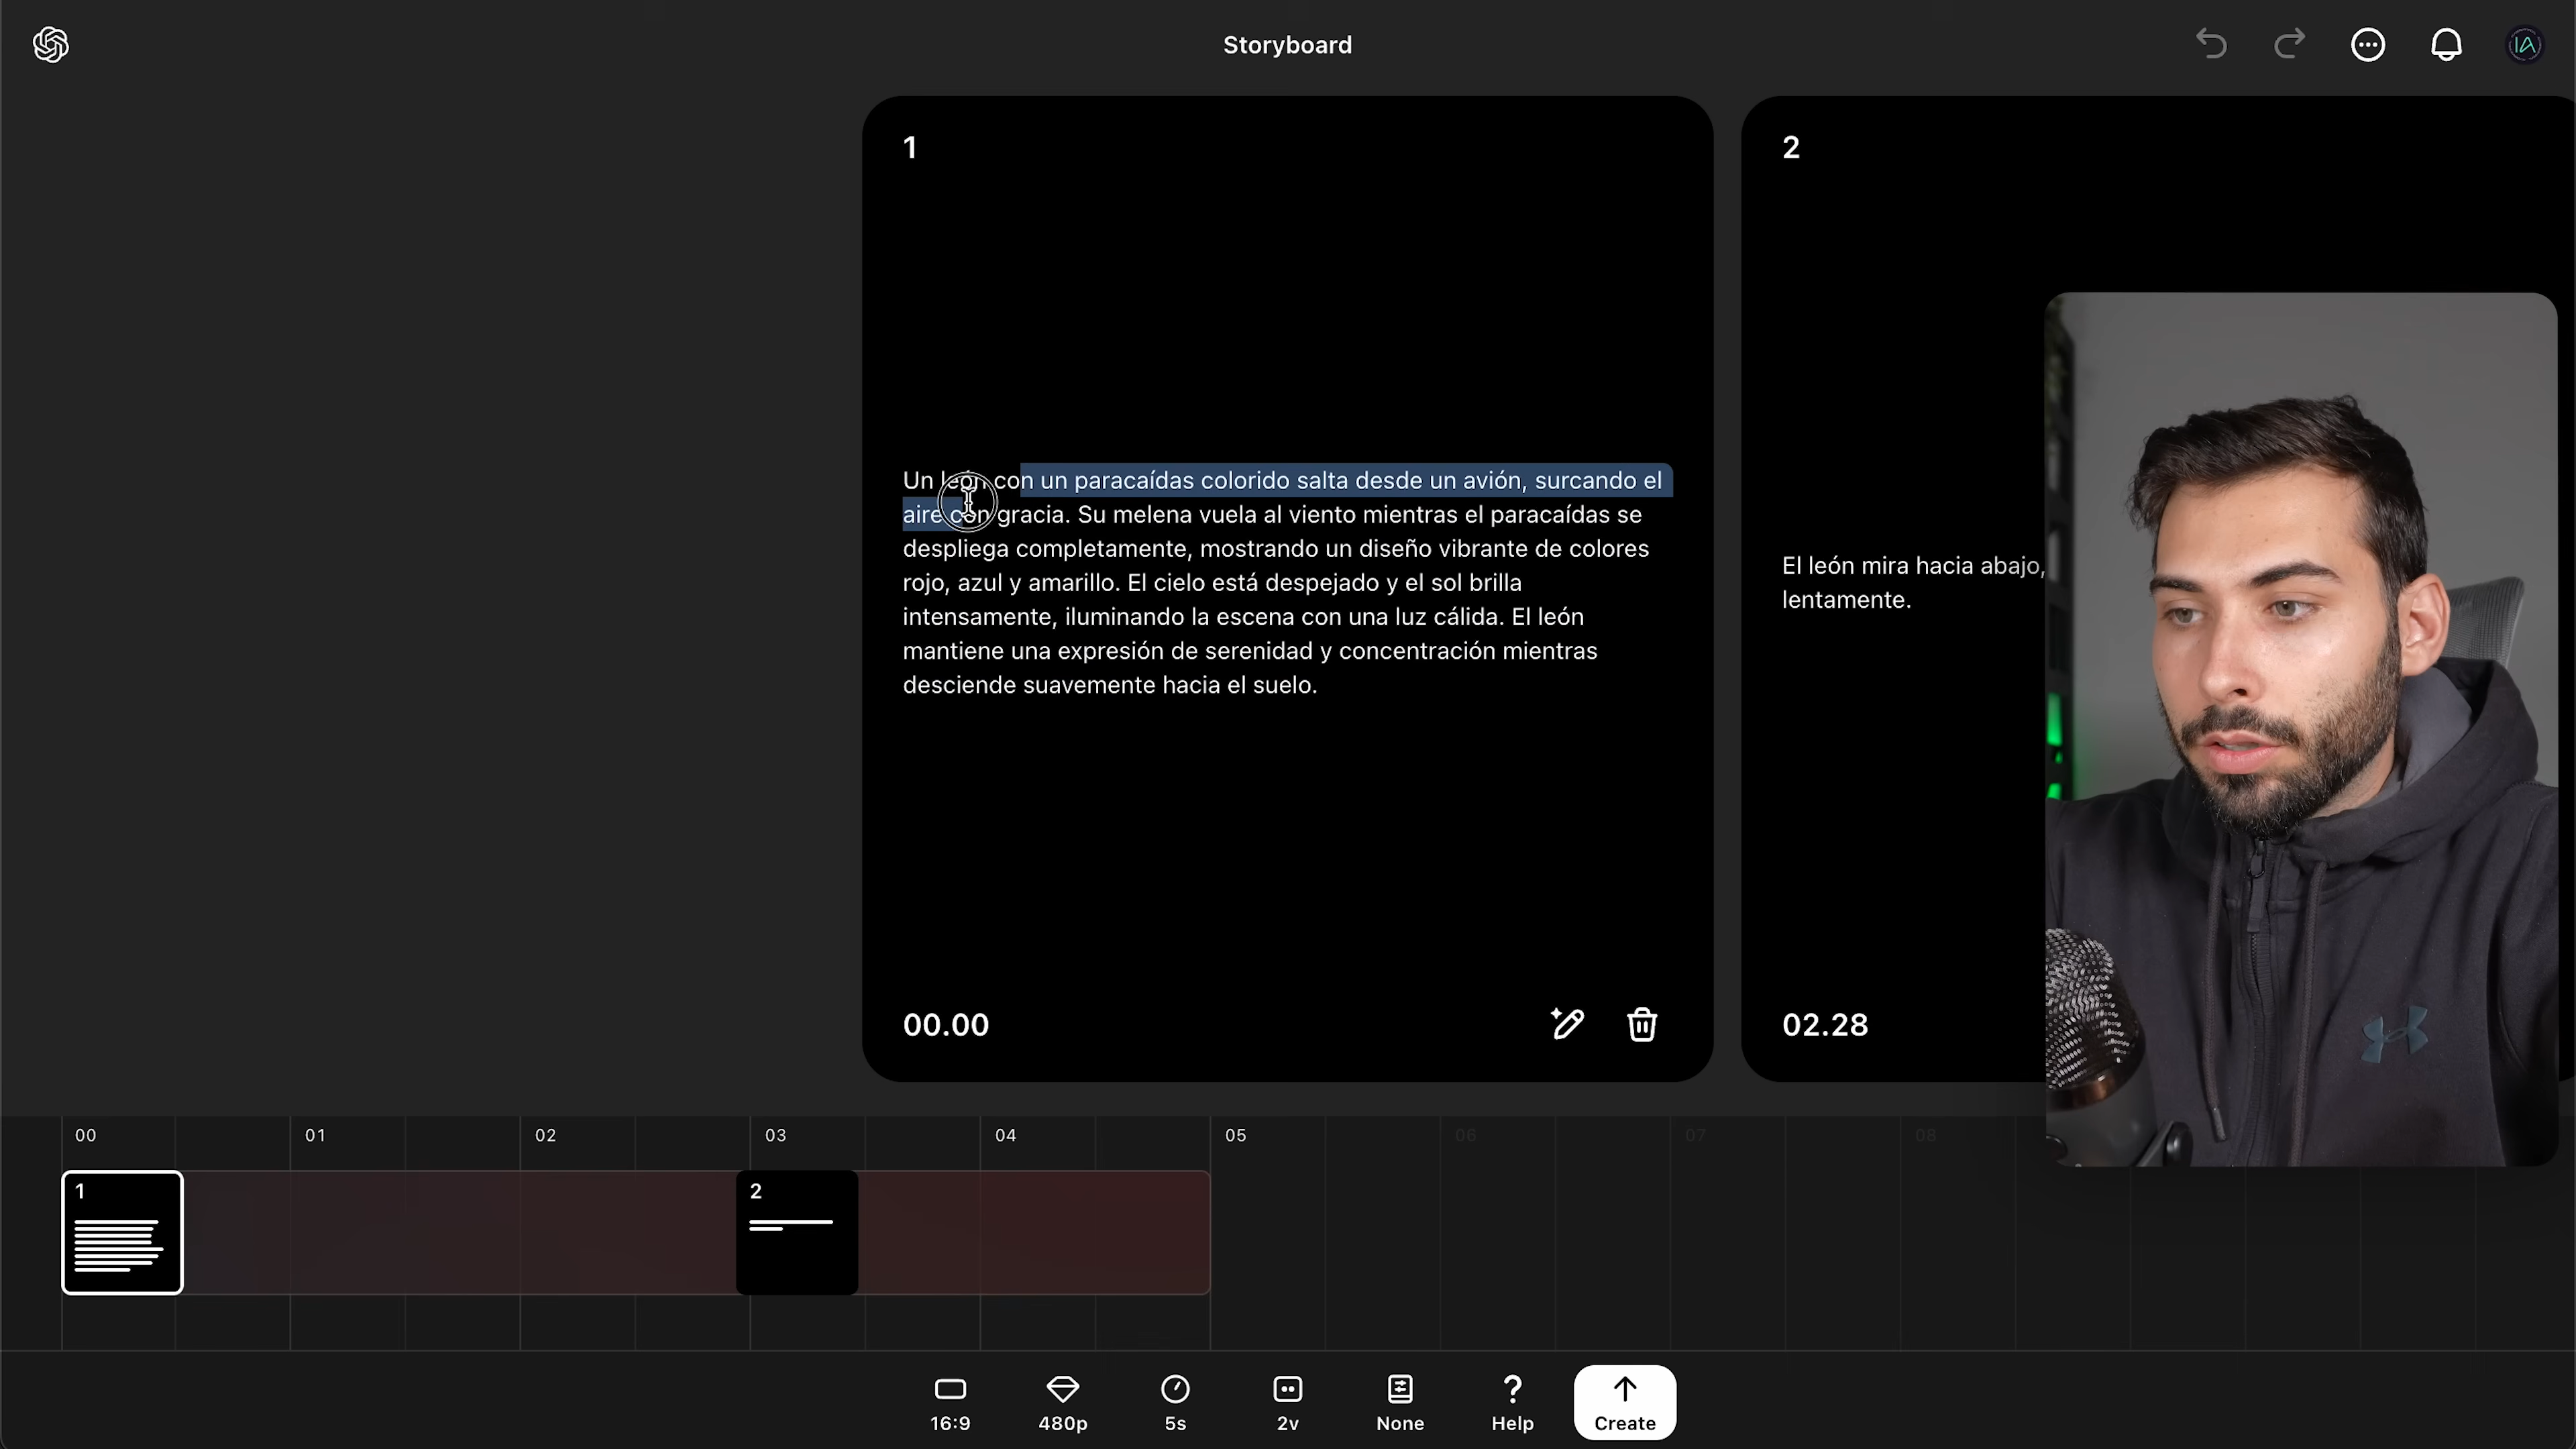 Storyboard
IA
1
Un león con un paracaídas colorido salta desde un avión, surcando el
aire con gracia. Su melena vuela al viento mientras el paracaídas se
despliega completamente, mostrando un diseño vibrante de colores
rojo, azul y amarillo. El cielo está despejado y el sol brilla
intensamente, iluminando la escena con una luz cálida. El león
mantiene una expresión de serenidad y concentración mientras
desciende suavemente hacia el suelo.
00.00
2
El león mira hacia abajo,
lentamente.
02.28
00 01 02 03 04 05 06 07 08
1
2
16:9 480p 5s 2v None Help Create